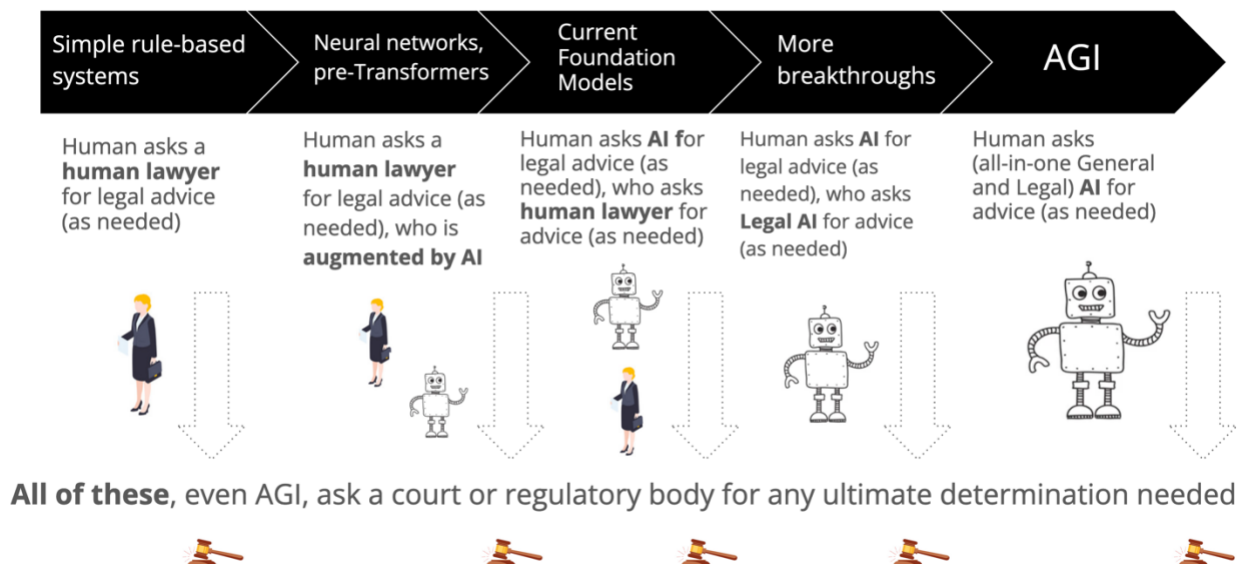 Simple rule-based
systems
Neural networks,
pre-Transformers
Current
Foundation
Models
More
breakthroughs
AGI
Human asks a
human lawyer
for legal advice
(as needed)
Human asks a
human lawyer
for legal advice (as
needed), who is
augmented by AI
Human asks AI for
legal advice (as
needed), who asks
human lawyer for
advice (as needed)
Human asks AI for
legal advice (as
needed), who asks
Legal AI for advice
(as needed)
Human asks
(all-in-one General
and Legal) AI for
advice (as needed)
All of these, even AGI, ask a court or regulatory body for any ultimate determination needed